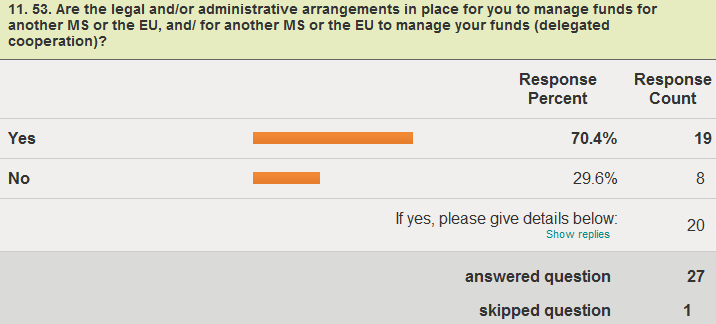 11. 53. Are the legal and/or administrative arrangements in place for you to manage funds for
another MS or the EU, and/ for another MS or the EU to manage your funds (delegated
cooperation)?
Response Percent Response Count
Yes 70.4% 19
No 29.6% 8
If yes, please give details below: 20
Show replies
answered question 27
skipped question 1